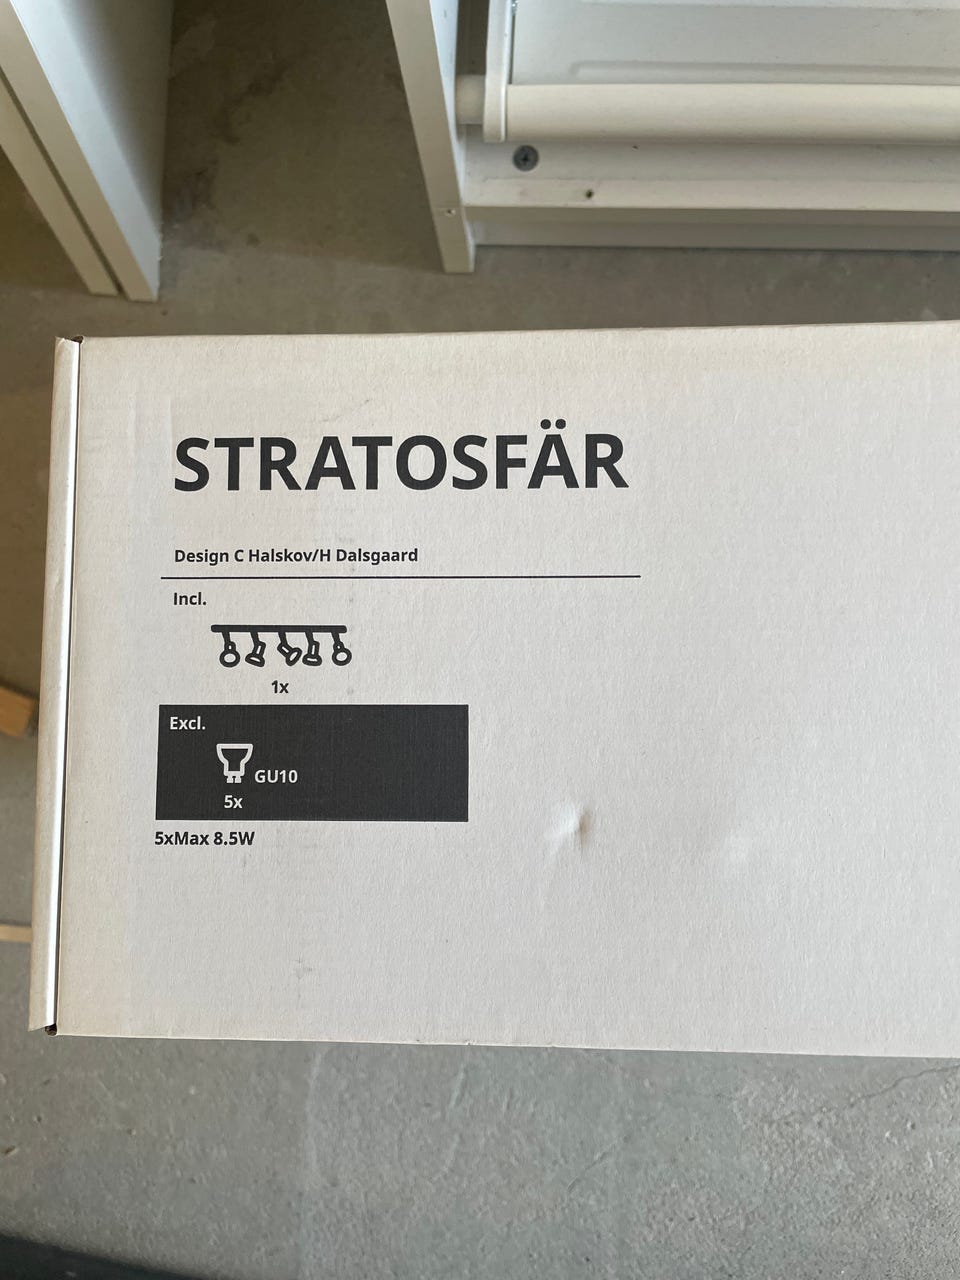 STRATOSFÄR
Design C Halskov/H Dalsgaard
Incl.
1x
Excl.
GU10
5x
5xMax 8.5W